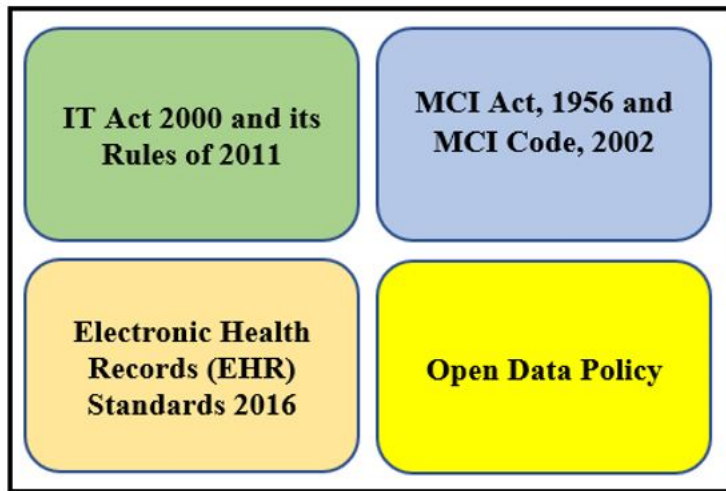 IT Act 2000 and its
Rules of 2011
MCI Act, 1956 and
MCI Code, 2002
Electronic Health
Records (EHR)
Standards 2016
Open Data Policy